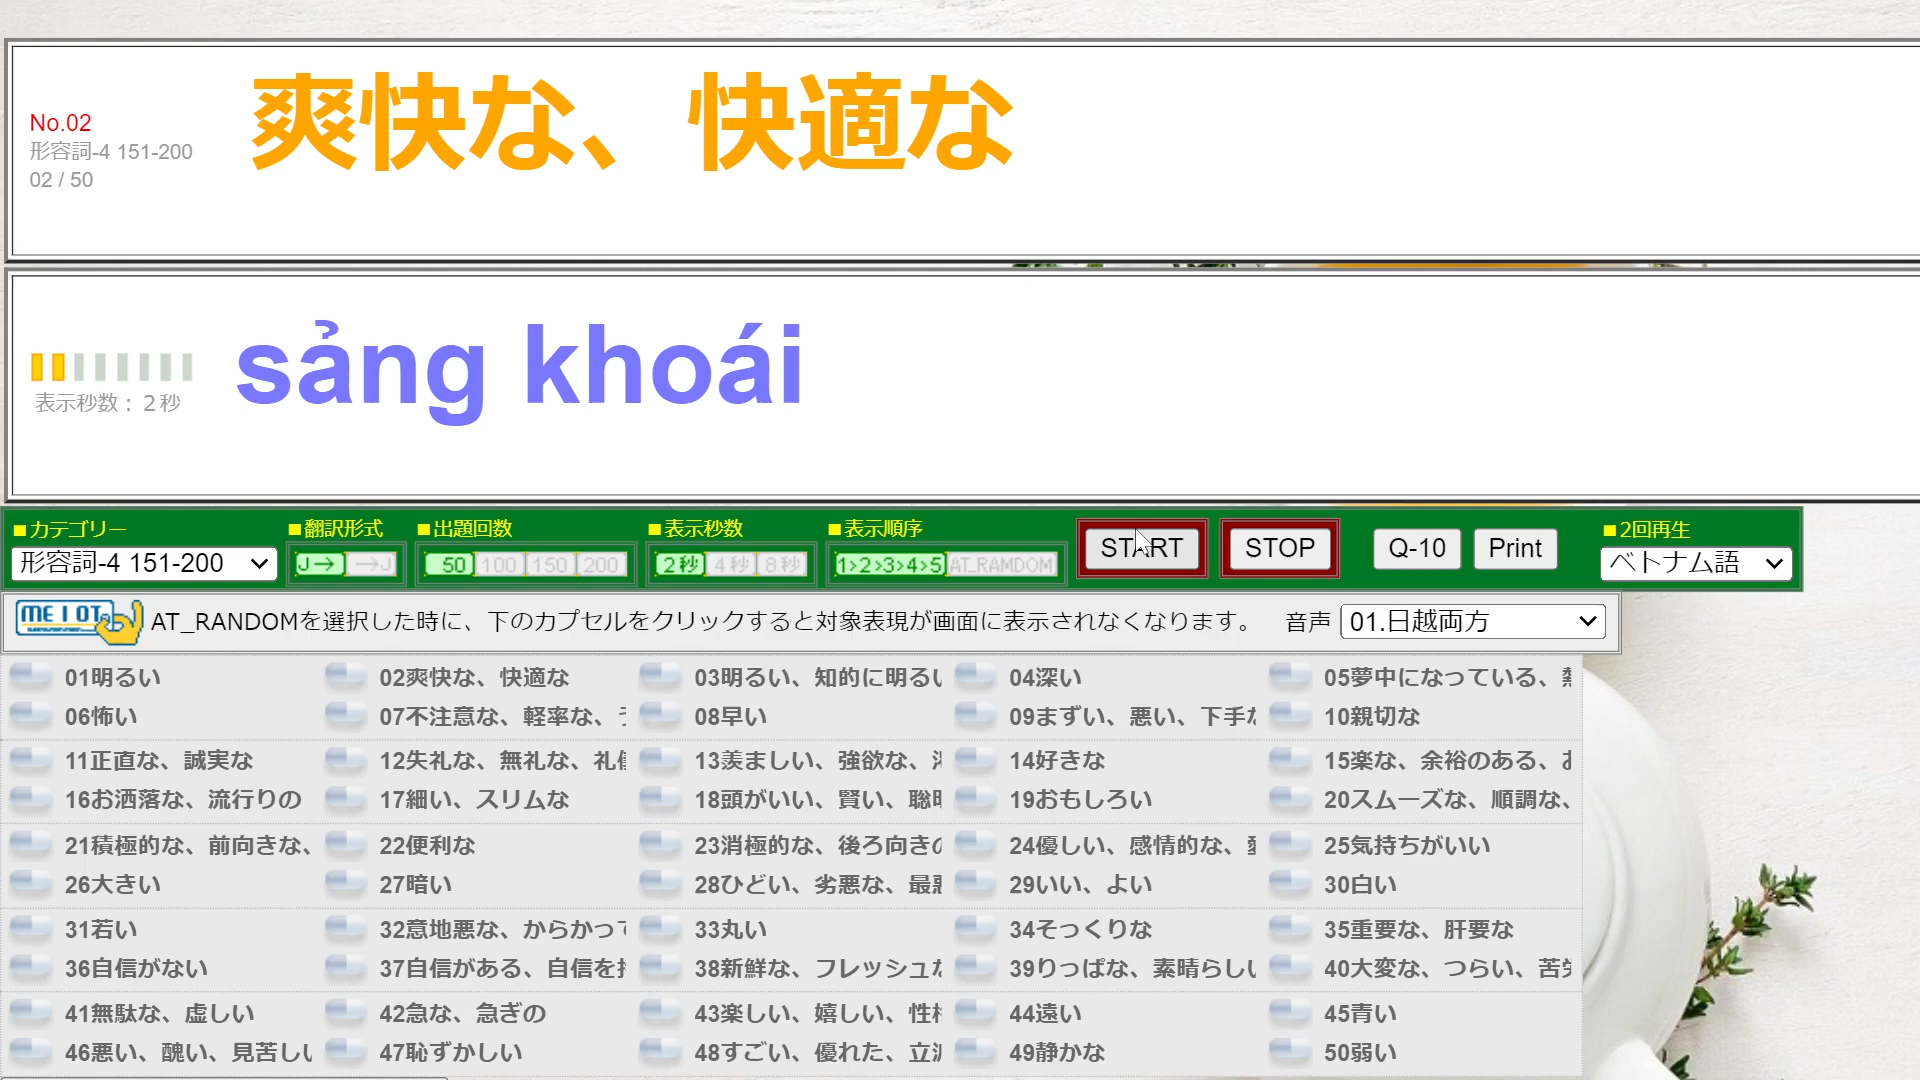 No.02
形容詞-4 151-200
02 / 50
爽快な、快適な
表示秒数：２秒
sảng khoái
■カテゴリー ■翻訳形式 ■出題回数 ■表示秒数 ■表示順序 ■2回再生
形容詞-4 151-200 J→ →J 50 100 150 200 2秒 4秒 8秒 1>2>3>4>5 AT_RAMDOM START STOP Q-10 Print ベトナム語
AT_RANDOMを選択した時に、下のカプセルをクリックすると対象表現が画面に表示されなくなります。 音声 01.日越両方
01明るい 02爽快な、快適な 03明るい、知的に明るい 04深い 05夢中になっている、
06怖い 07不注意な、軽率な、 08早い 09まずい、悪い、下手な 10親切な
11正直な、誠実な 12失礼な、無礼な、礼儀 13羨ましい、強欲な、 14好きな 15楽な、余裕のある、お
16お洒落な、流行りの 17細い、スリムな 18頭がいい、賢い、聡明 19おもしろい 20スムーズな、順調な、
21積極的な、前向きな、 22便利な 23消極的な、後ろ向きの 24優しい、感情的な、 25気持ちがいい
26大きい 27暗い 28ひどい、劣悪な、最悪 29いい、よい 30白い
31若い 32意地悪な、からかって 33丸い 34そっくりな 35重要な、肝要な
36自信がない 37自信がある、自信を持 38新鮮な、フレッシュな 39りっぱな、素晴らしい 40大変な、つらい、苦労
41無駄な、虚しい 42急な、急ぎの 43楽しい、嬉しい、性格 44遠い 45青い
46悪い、醜い、見苦しい 47恥ずかしい 48すごい、優れた、立派 49静かな 50弱い